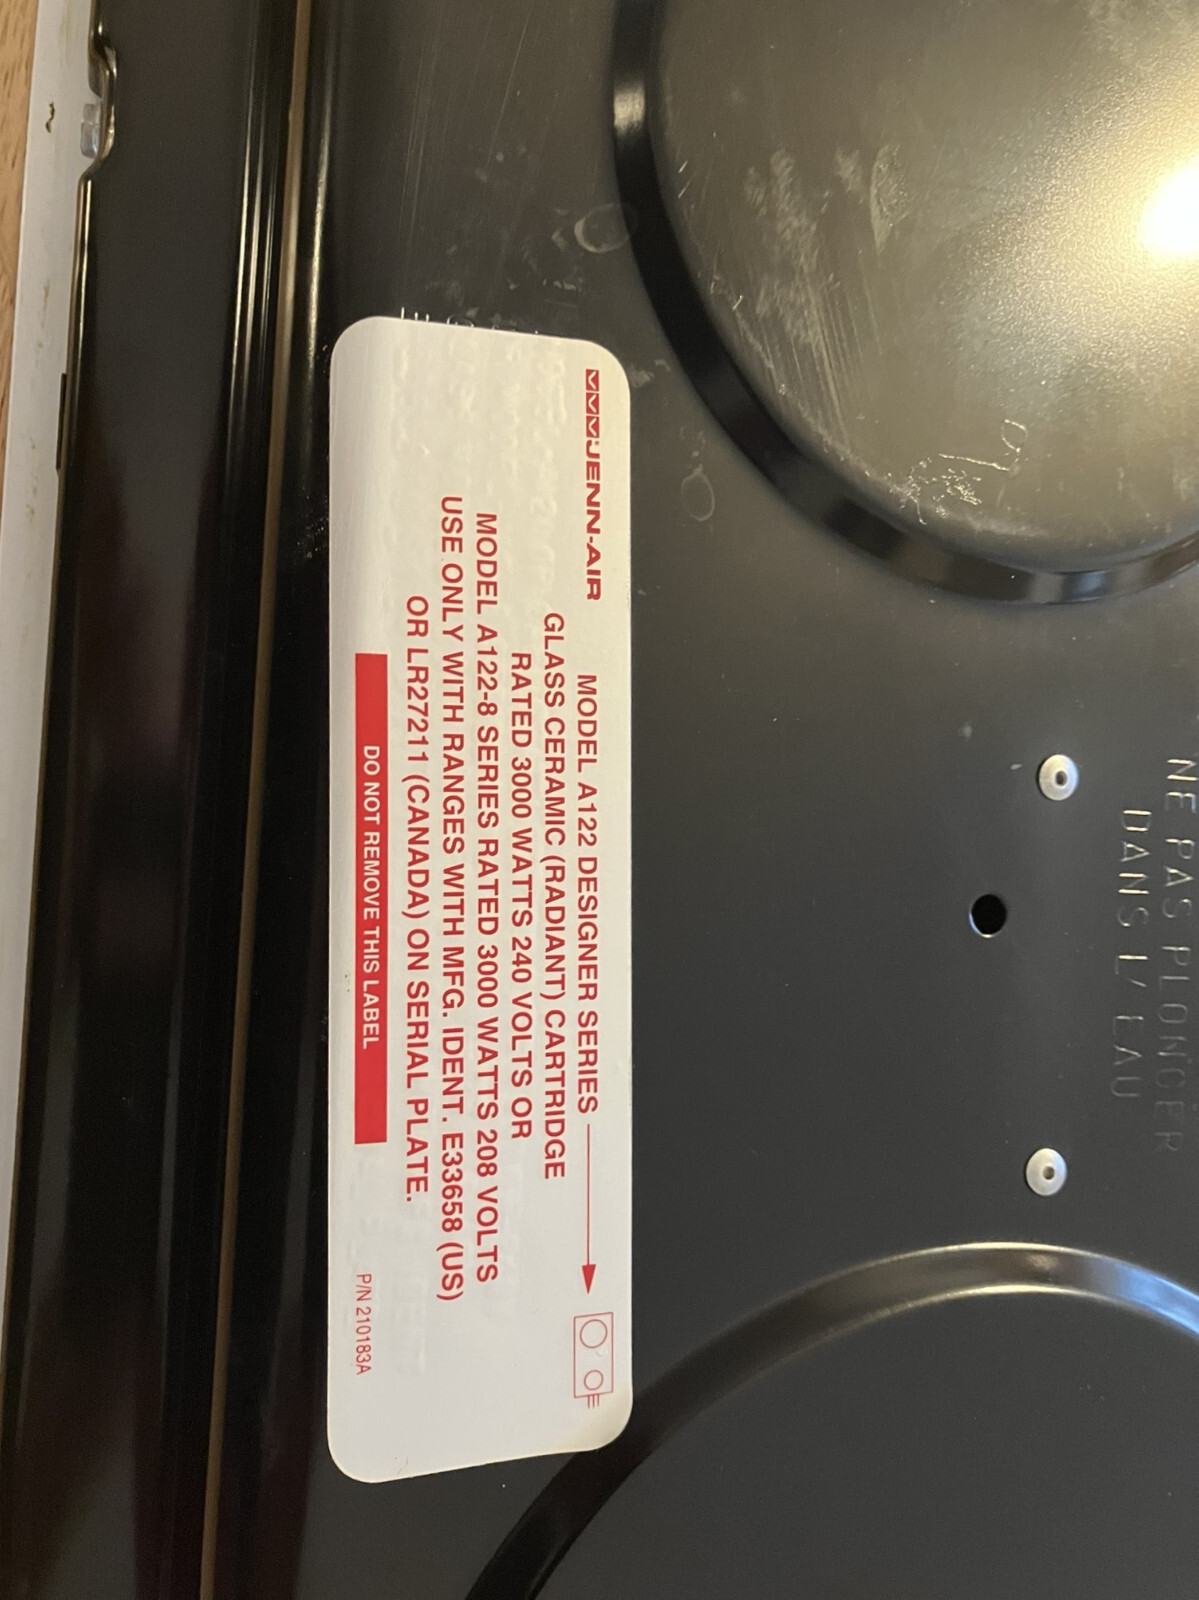 JENN-AIR
MODEL A122 DESIGNER SERIES
GLASS CERAMIC (RADIANT) CARTRIDGE
RATED 3000 WATTS 240 VOLTS OR
MODEL A122-8 SERIES RATED 3000 WATTS 208 VOLTS
USE ONLY WITH RANGES WITH MFG. IDENT. E33658 (US)
OR LR27211 (CANADA) ON SERIAL PLATE.
DO NOT REMOVE THIS LABEL
P/N 210183A
NE PAS PLONGER
DANS L'EAU